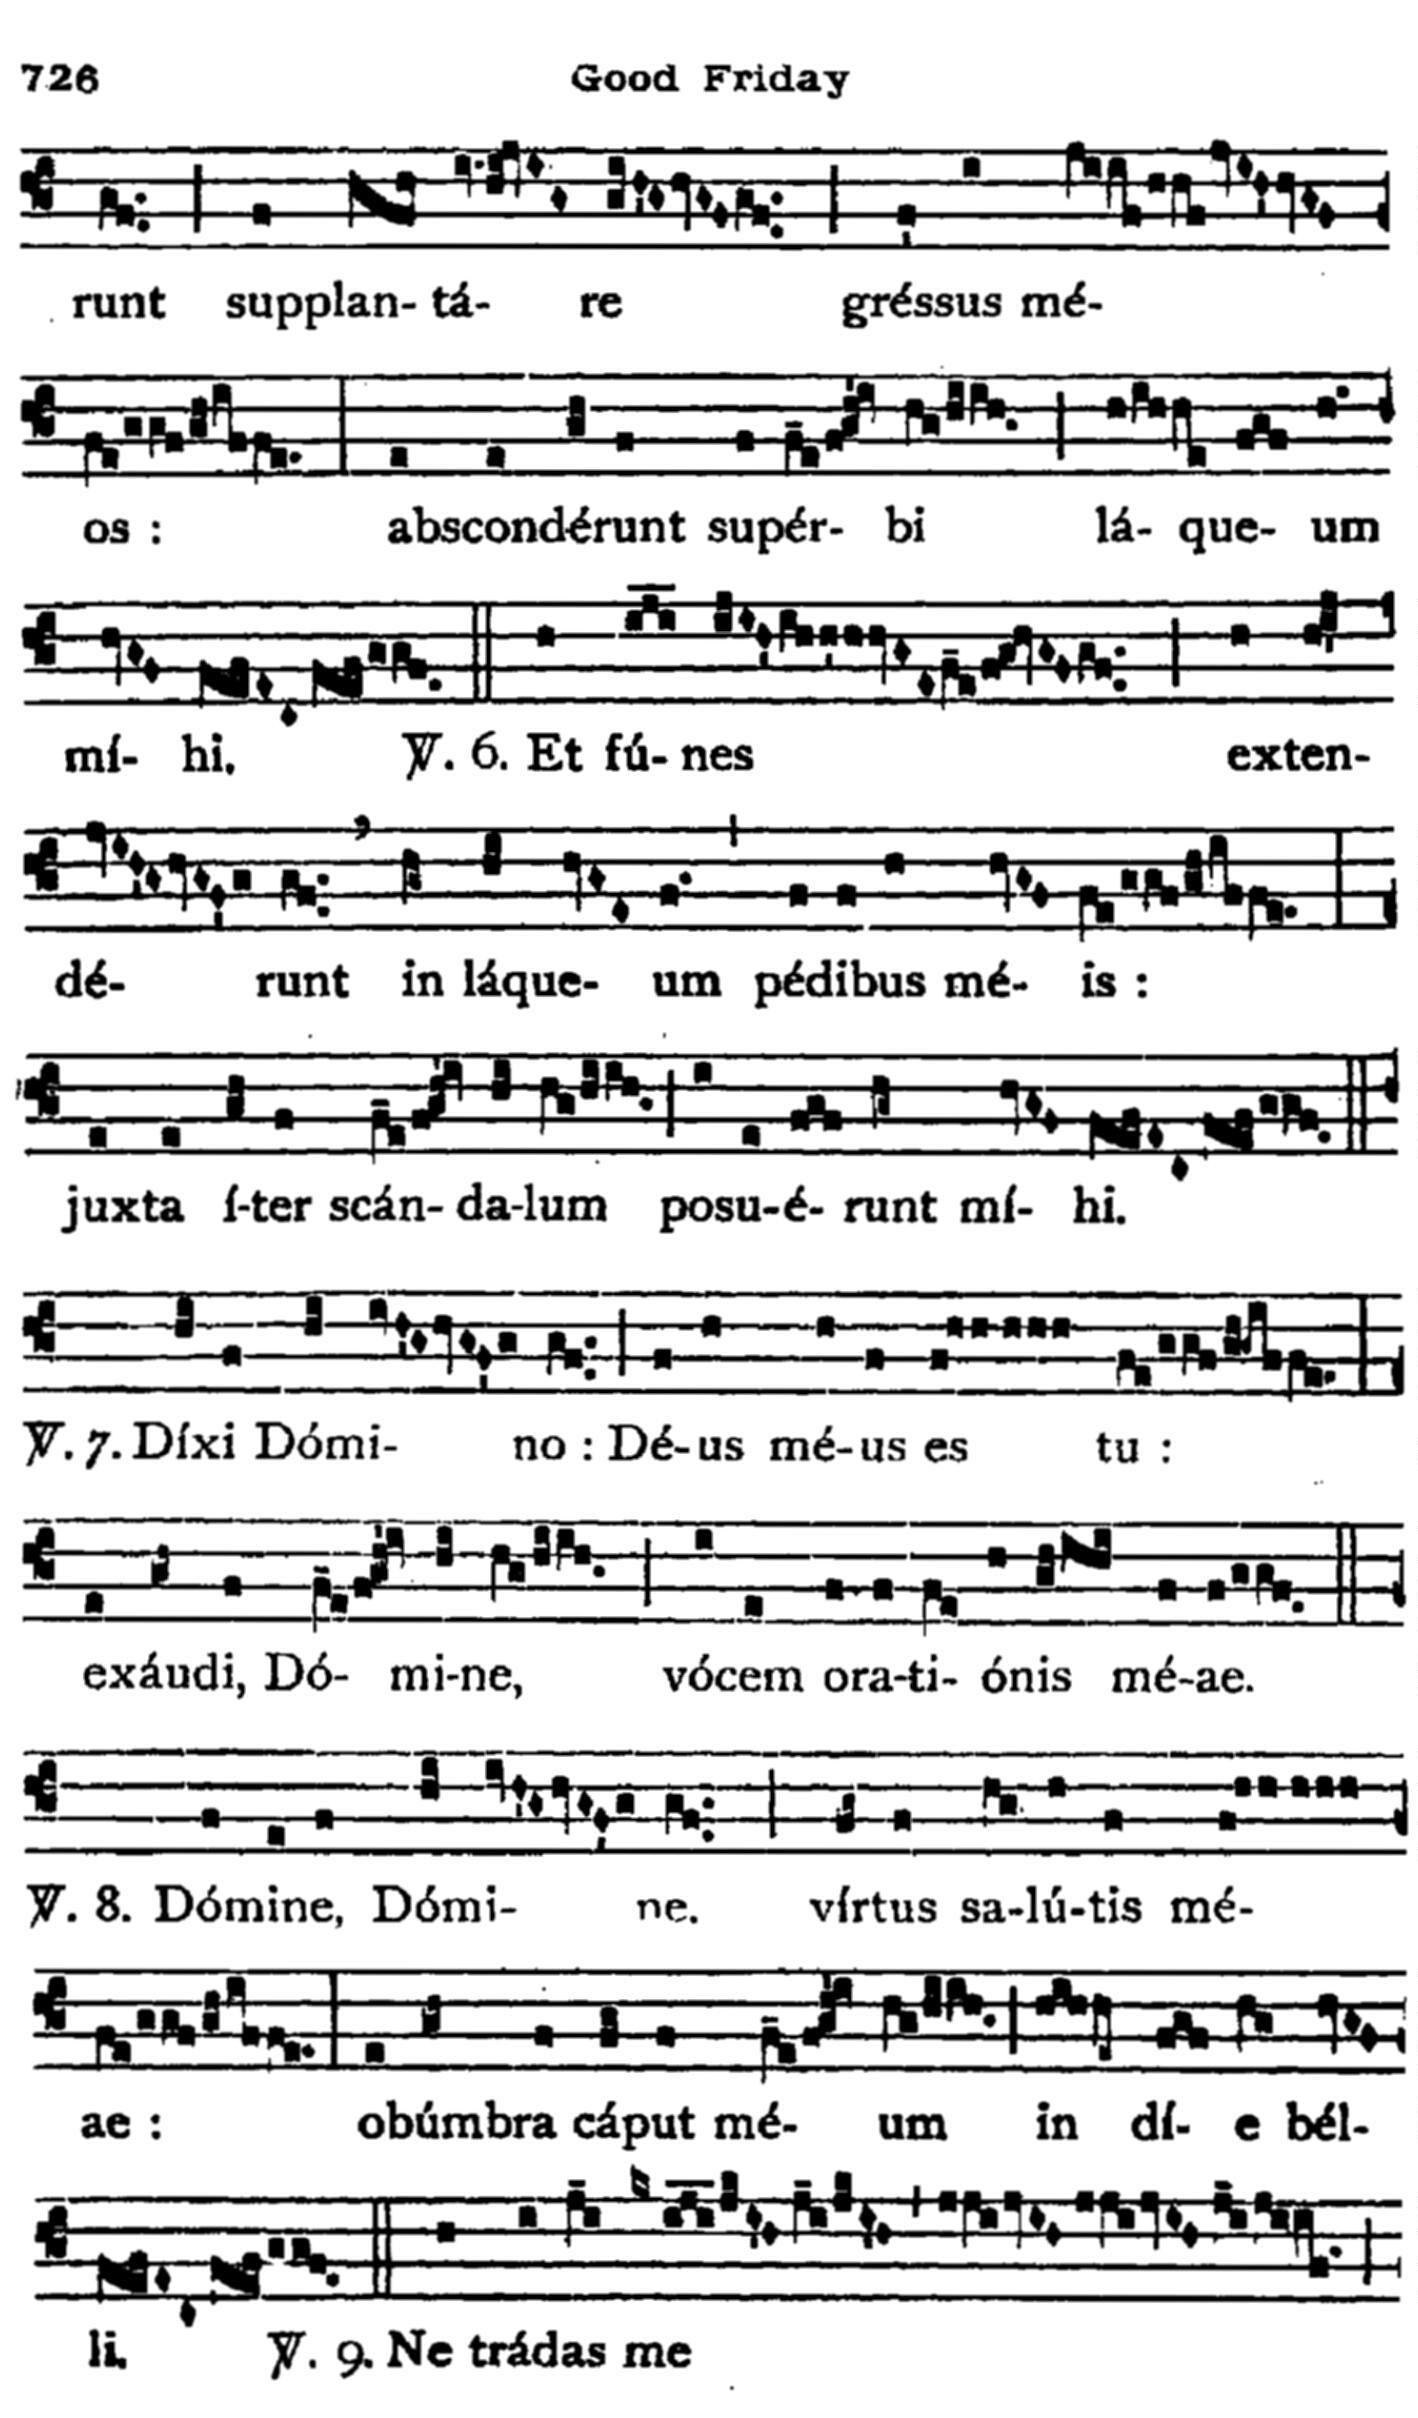 726 Good Friday
runt supplan- tá- re gréssus mé-
os : abscondérunt supér- bi lá- que- um
mí- hi. ℣. 6. Et fú- nes exten-
dé- runt in láque- um pédibus mé- is :
juxta í-ter scán- da-lum posu-é- runt mí- hi.
℣. 7. Díxi Dómi- no : Dé-us mé-us es tu :
exáudi, Dó- mi-ne, vócem ora-ti- ónis mé-ae.
℣. 8. Dómine, Dómi- ne. vírtus sa-lú-tis mé-
ae : obúmbra cáput mé- um in dí- e bél-
li. ℣. 9. Ne trádas me